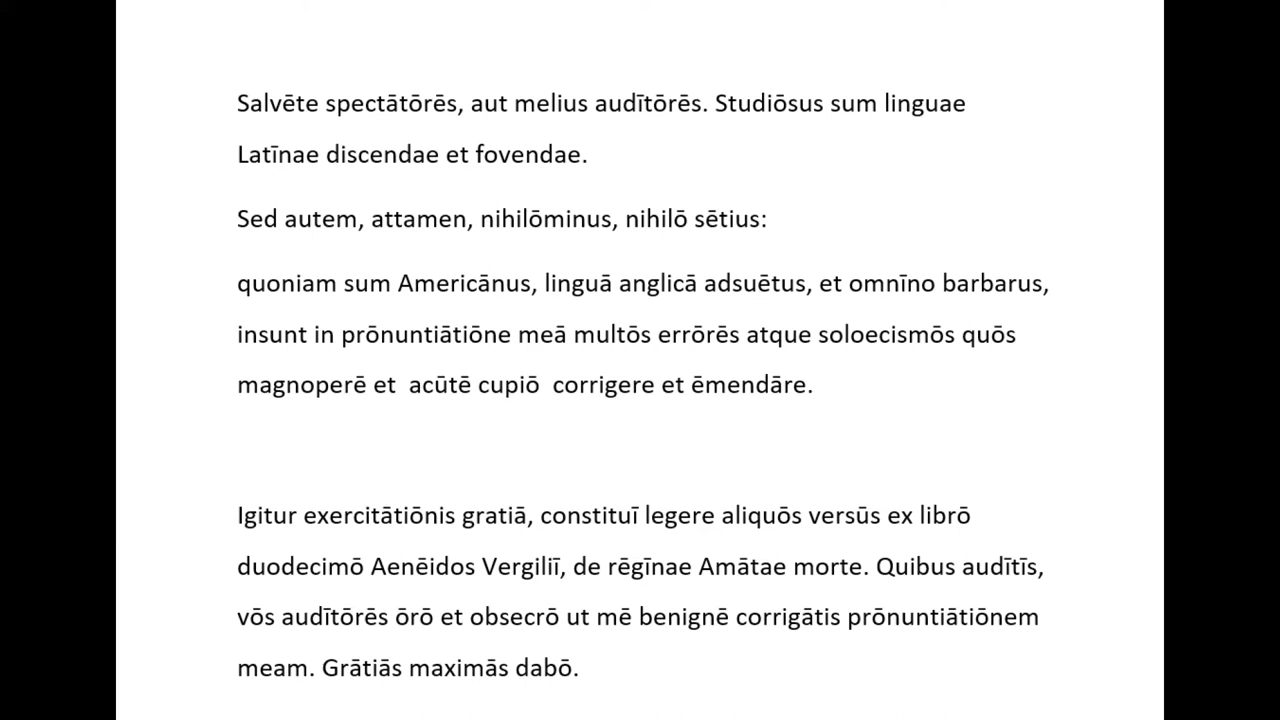 Salvēte spectātōrēs, aut melius audītōrēs. Studiōsus sum linguae
Latīnae discendae et fovendae.
Sed autem, attamen, nihilōminus, nihilō sētius:
quoniam sum Americānus, linguā anglicā adsuētus, et omnīno barbarus,
insunt in prōnuntiātiōne meā multōs errōrēs atque soloecismōs quōs
magnoperē et  acūtē cupiō  corrigere et ēmendāre.
Igitur exercitātiōnis gratiā, constituī legere aliquōs versūs ex librō
duodecimō Aenēidos Vergiliī, de rēgīnae Amātae morte. Quibus audītīs,
vōs audītōrēs ōrō et obsecrō ut mē benignē corrigātis prōnuntiātiōnem
meam. Grātiās maximās dabō.